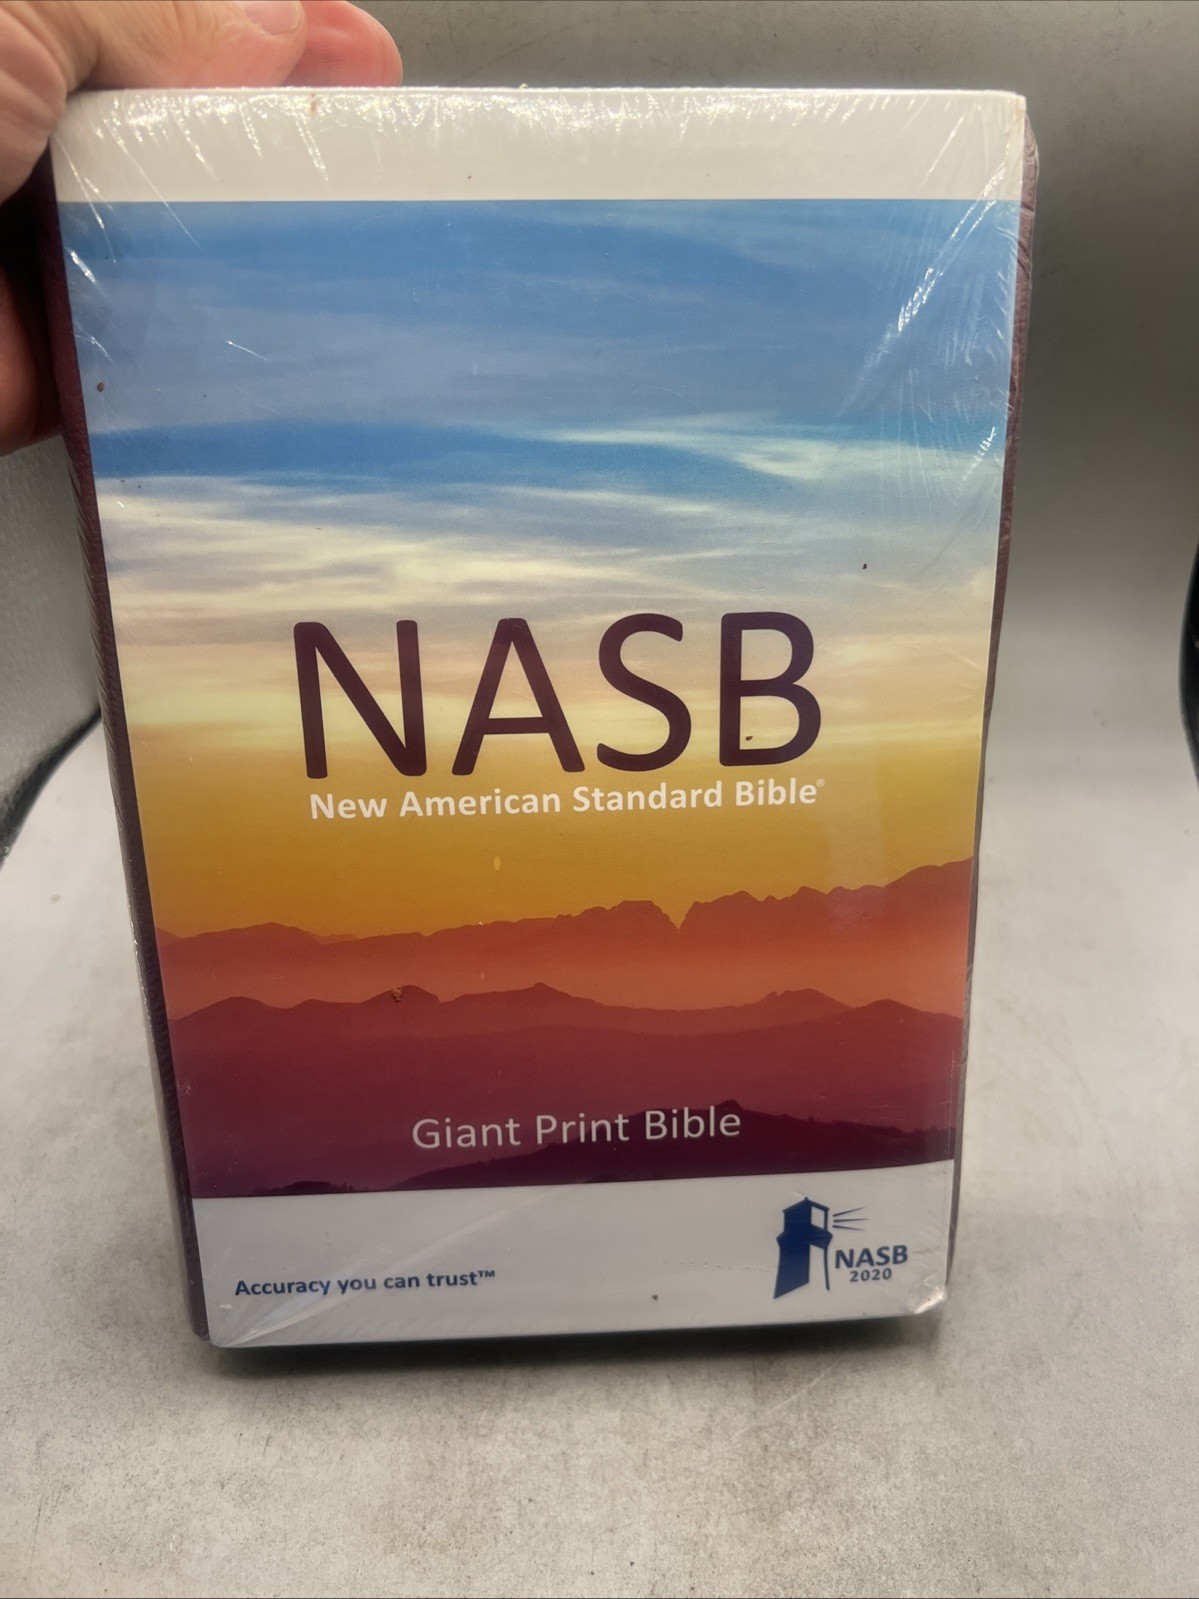 NASB
New American Standard Bible®
Giant Print Bible
Accuracy you can trust™
NASB
2020